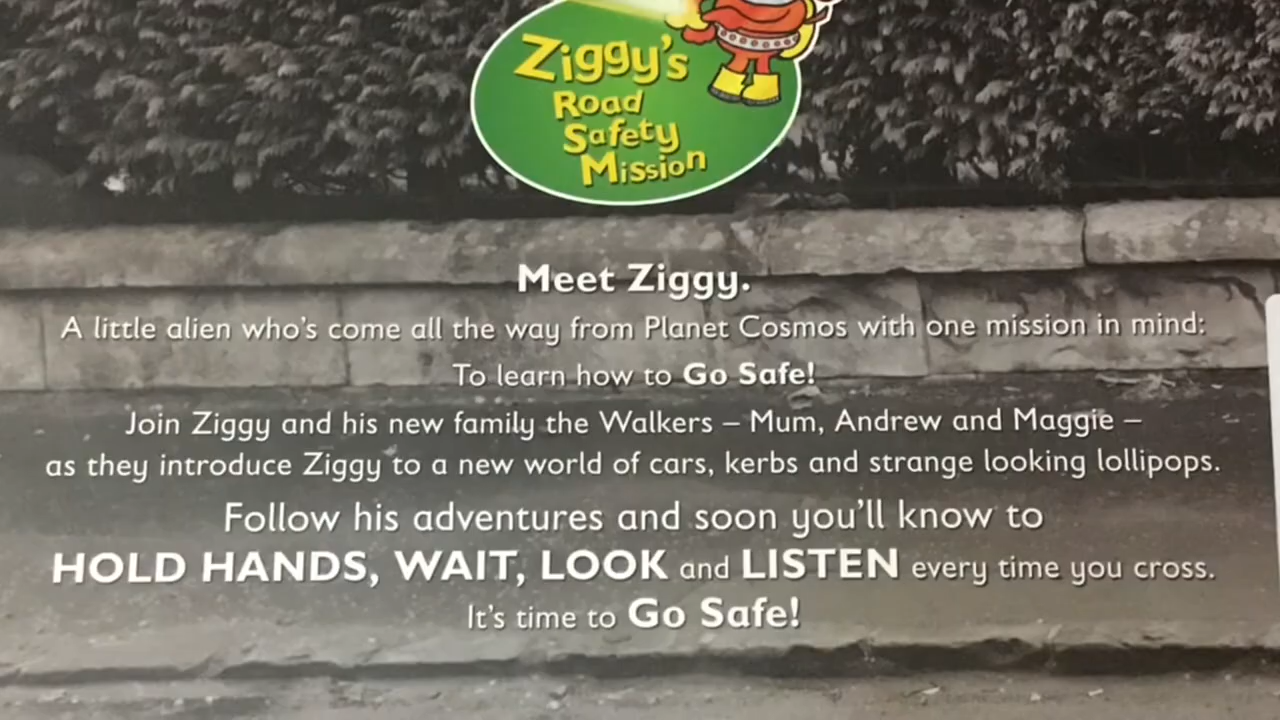 Ziggy's
Road
Safety
Mission
Meet Ziggy.
A little alien who's come all the way from Planet Cosmos with one mission in mind:
To learn how to Go Safe!
Join Ziggy and his new family the Walkers – Mum, Andrew and Maggie –
as they introduce Ziggy to a new world of cars, kerbs and strange looking lollipops.
Follow his adventures and soon you'll know to
HOLD HANDS, WAIT, LOOK and LISTEN every time you cross.
It's time to Go Safe!